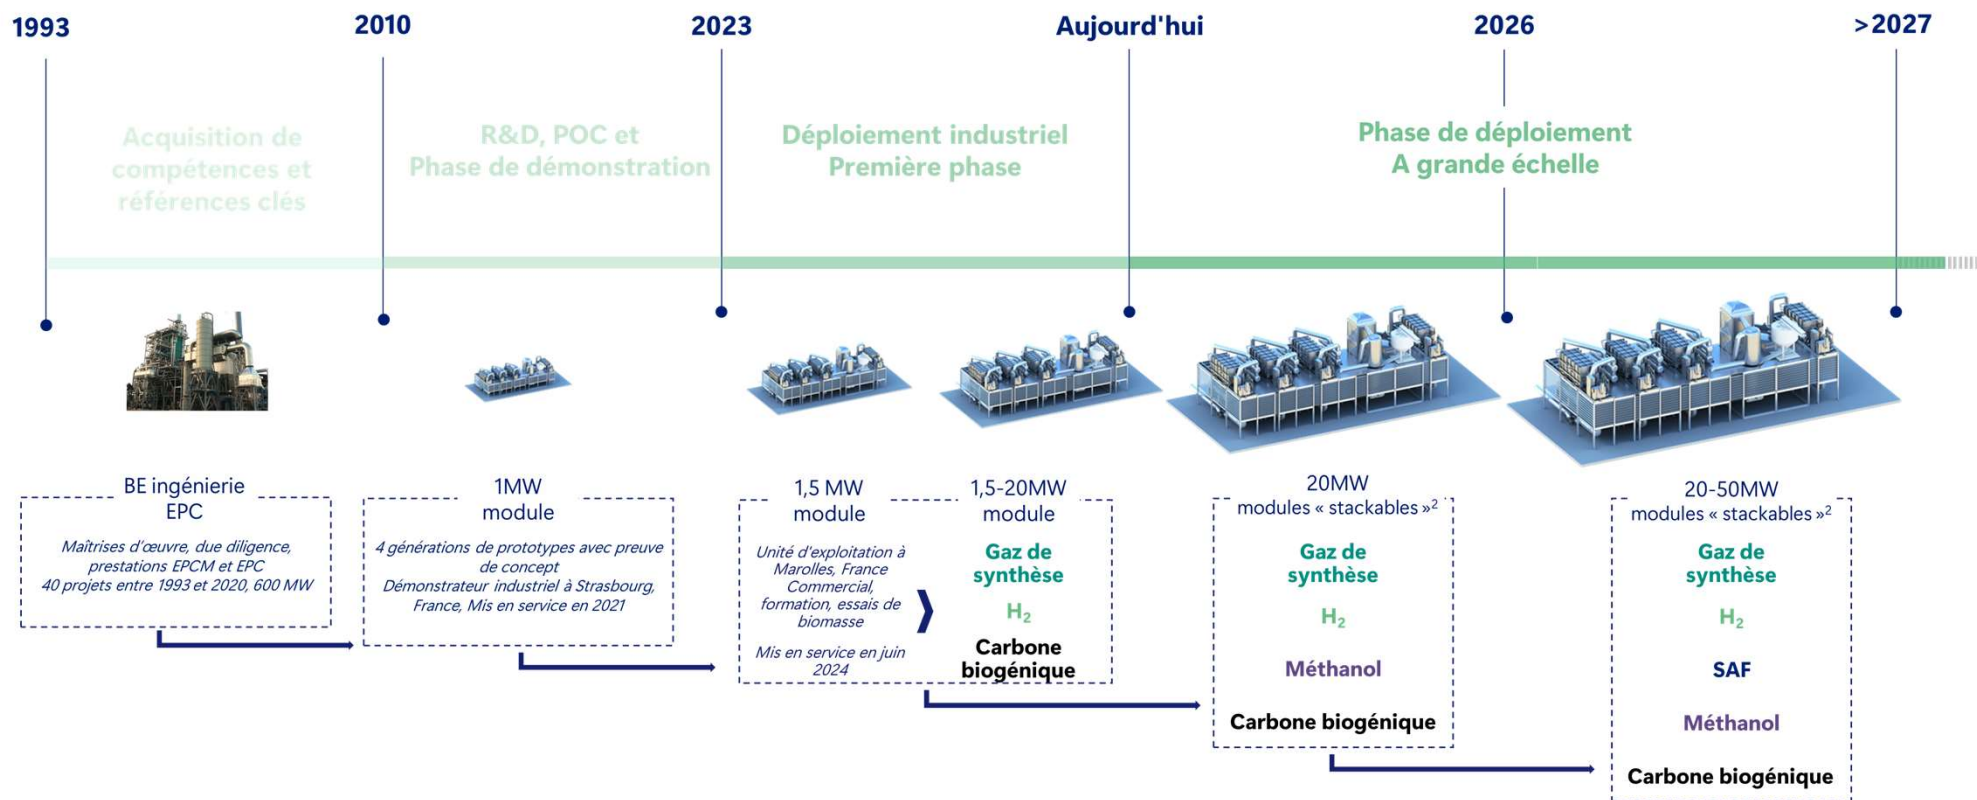 1993
2010
2023
Aujourd'hui
2026
>2027
Acquisition de
compétences et
références clés
R&D, POC et
Phase de démonstration
Déploiement industriel
Première phase
Phase de déploiement
A grande échelle
BE ingénierie
EPC
Maîtrises d'œuvre, due diligence,
prestations EPCM et EPC
40 projets entre 1993 et 2020, 600 MW
1MW
module
4 générations de prototypes avec preuve
de concept
Démonstrateur industriel à Strasbourg,
France, Mis en service en 2021
1,5 MW
module
Unité d'exploitation à
Marolles, France
Commercial,
formation, essais de
biomasse
Mis en service en juin
2024
1,5-20MW
module
Gaz de
synthèse
H₂
Carbone
biogénique
20MW
modules « stackables »²
Gaz de
synthèse
H₂
Méthanol
Carbone biogénique
20-50MW
modules « stackables »²
Gaz de
synthèse
H₂
SAF
Méthanol
Carbone biogénique